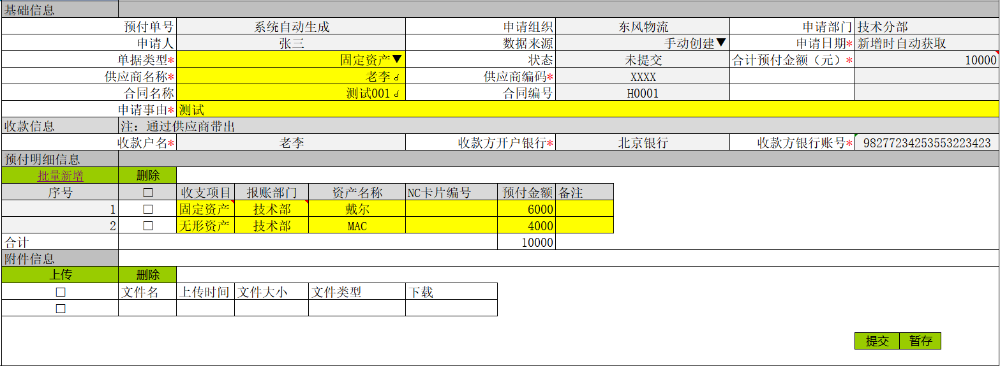 基础信息
预付单号 系统自动生成 申请组织 东风物流 申请部门 技术分部
申请人 张三 数据来源 手动创建▼ 申请日期* 新增时自动获取
单据类型* 固定资产▼ 状态 未提交 合计预付金额（元）* 10000
供应商名称* 老李 供应商编码* XXXX
合同名称 测试001 合同编号 H0001
申请事由* 测试
收款信息 注：通过供应商带出
收款户名* 老李 收款方开户银行* 北京银行 收款方银行账号* 98277234253553223423
预付明细信息
批量新增 删除
序号 □ 收支项目 报账部门 资产名称 NC卡片编号 预付金额 备注
1 □ 固定资产 技术部 戴尔 6000
2 □ 无形资产 技术部 MAC 4000
合计 10000
附件信息
上传 删除
□ 文件名 上传时间 文件大小 文件类型 下载
□
提交 暂存